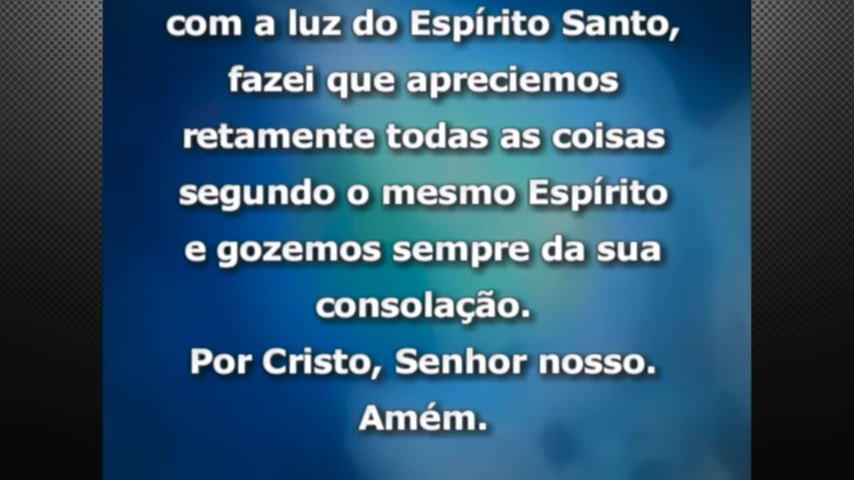 com a luz do Espírito Santo,
fazei que apreciemos
retamente todas as coisas
segundo o mesmo Espírito
e gozemos sempre da sua
consolação.
Por Cristo, Senhor nosso.
Amém.